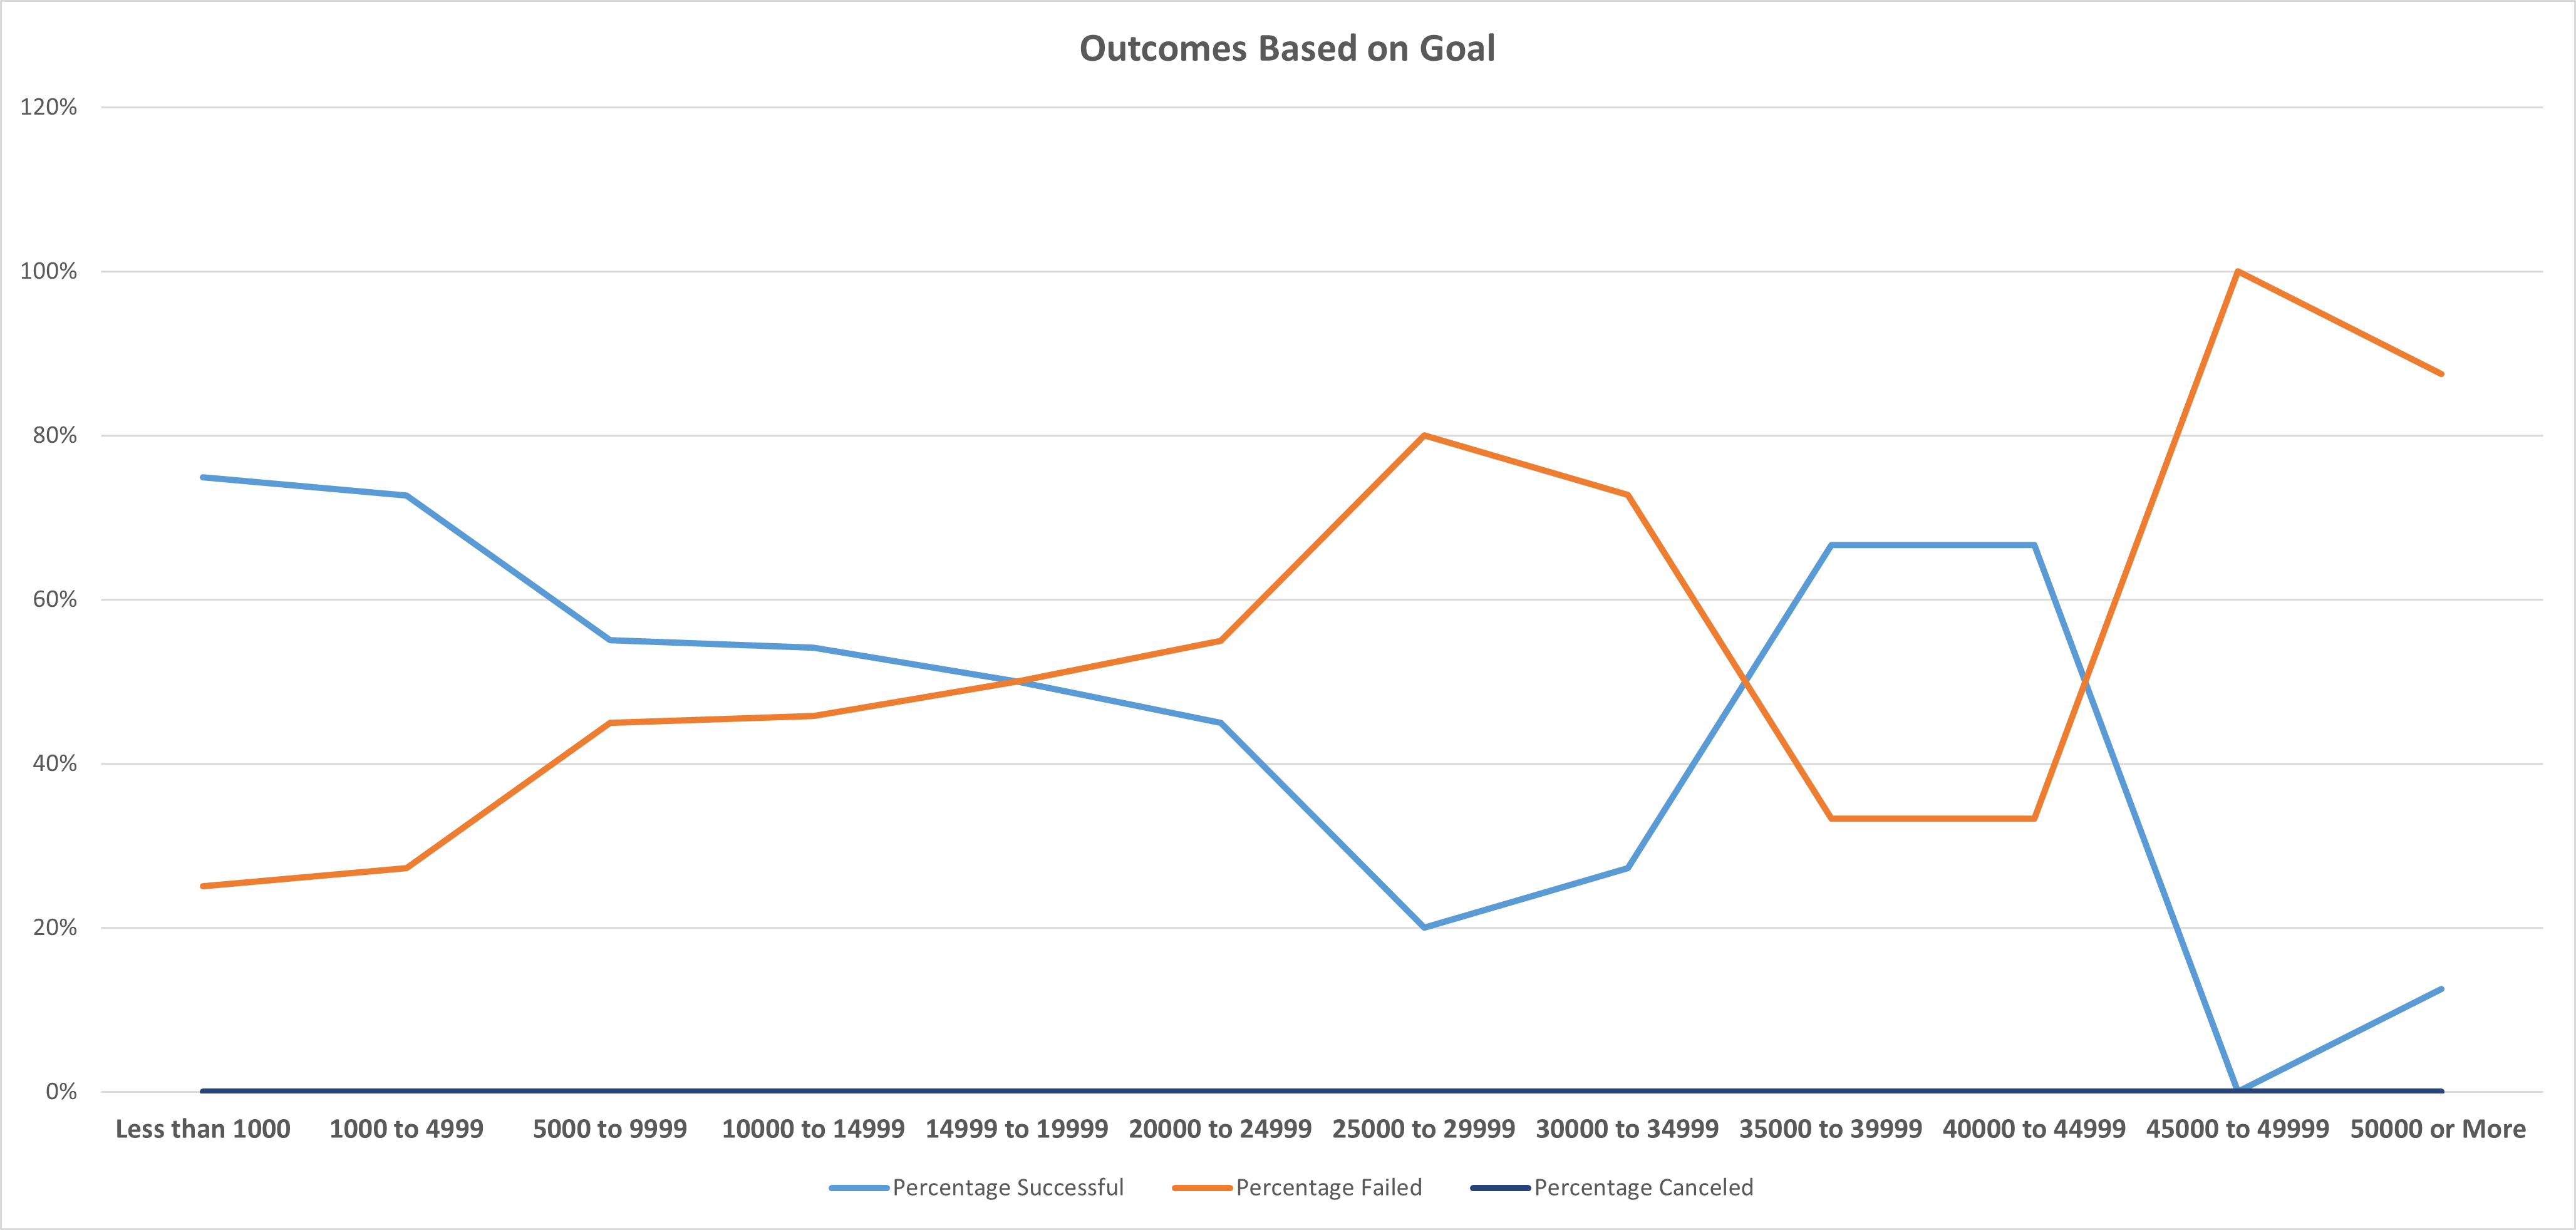 Outcomes Based on Goal
120%
100%
80%
60%
40%
20%
0%
Less than 1000 1000 to 4999 5000 to 9999 10000 to 14999 14999 to 19999 20000 to 24999 25000 to 29999 30000 to 34999 35000 to 39999 40000 to 44999 45000 to 49999 50000 or More
Percentage Successful Percentage Failed Percentage Canceled